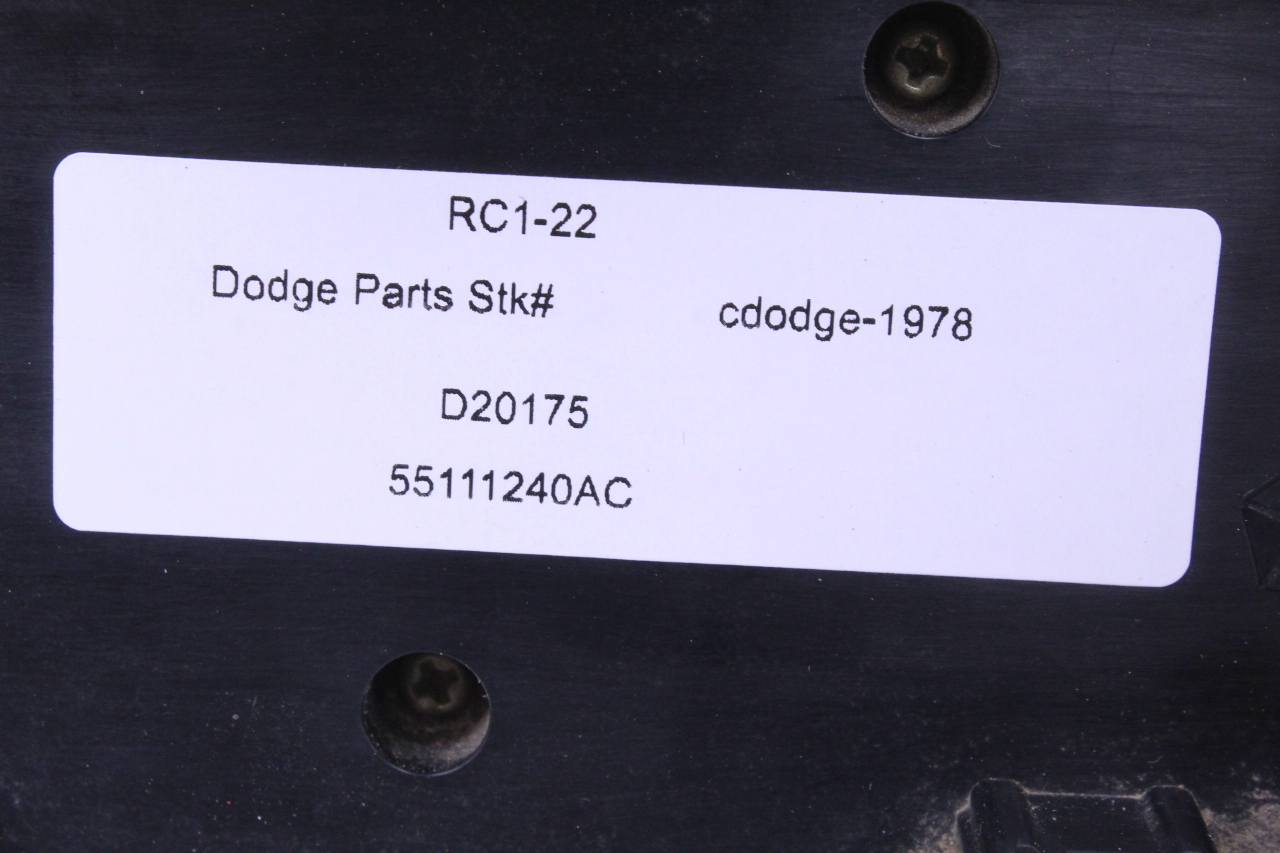 RC1-22
Dodge Parts Stk# cdodge-1978
D20175
55111240AC